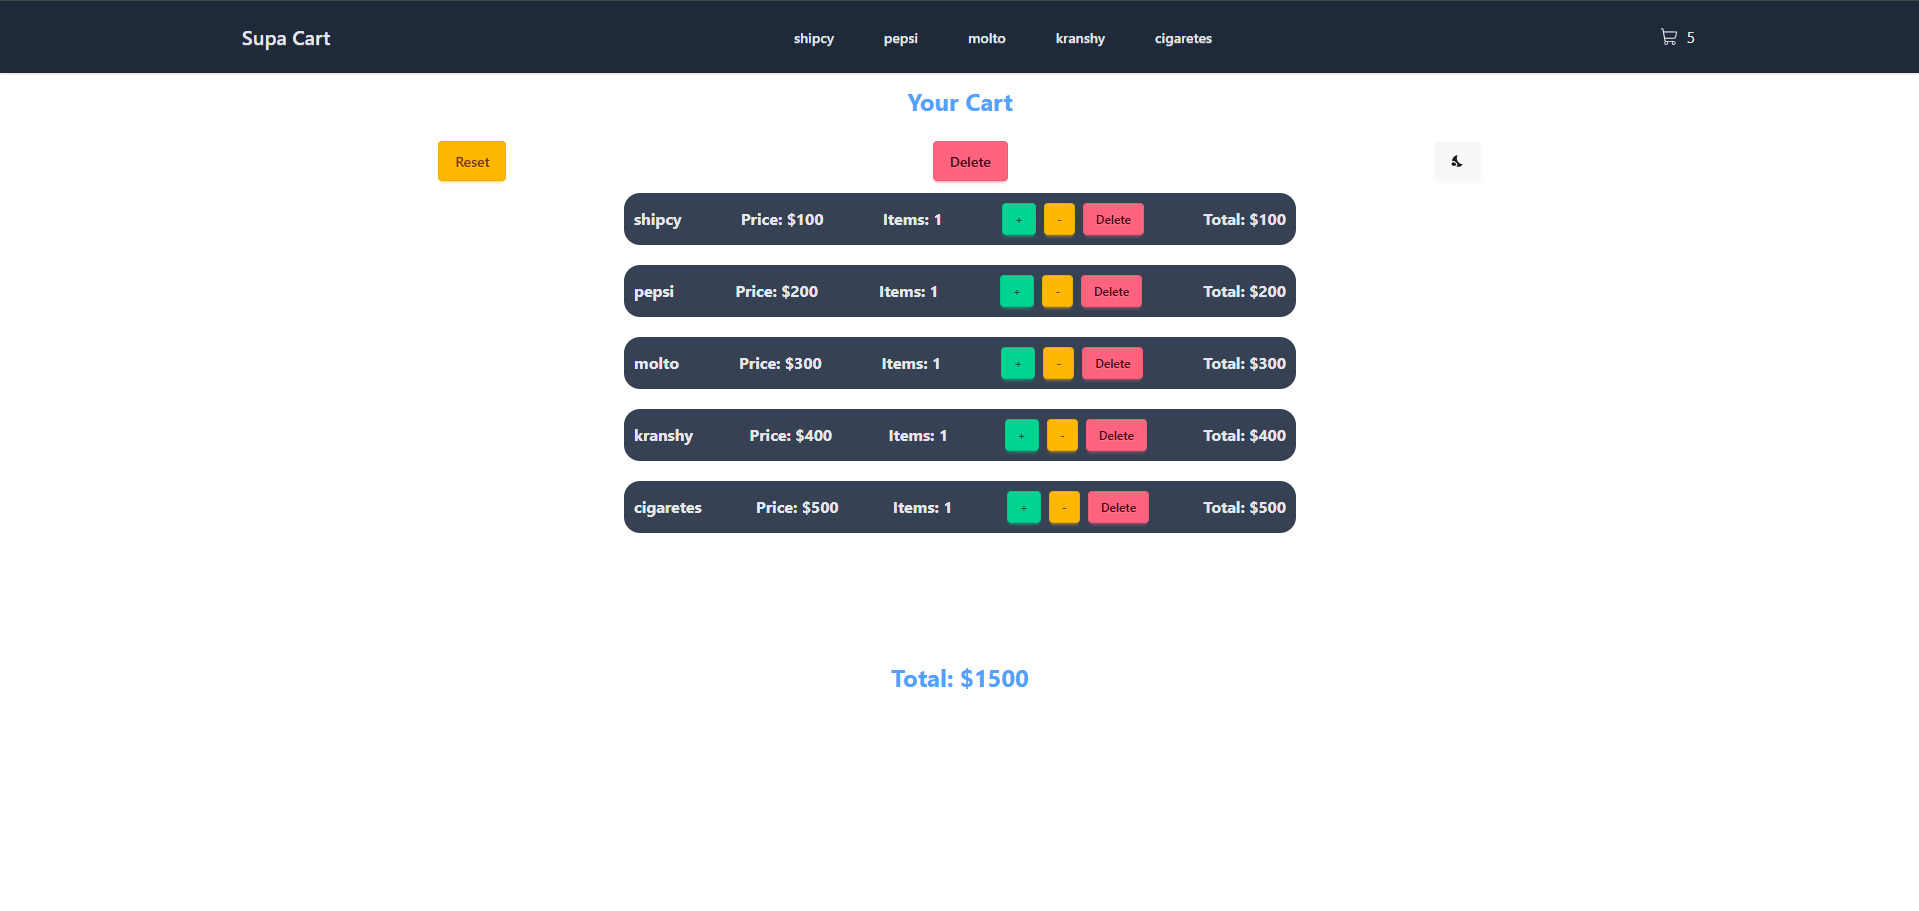 Supa Cart shipcy pepsi molto kranshy cigaretes 5
Your Cart
Reset Delete
shipcy Price: $100 Items: 1 + - Delete Total: $100
pepsi Price: $200 Items: 1 + - Delete Total: $200
molto Price: $300 Items: 1 + - Delete Total: $300
kranshy Price: $400 Items: 1 + - Delete Total: $400
cigaretes Price: $500 Items: 1 + - Delete Total: $500
Total: $1500